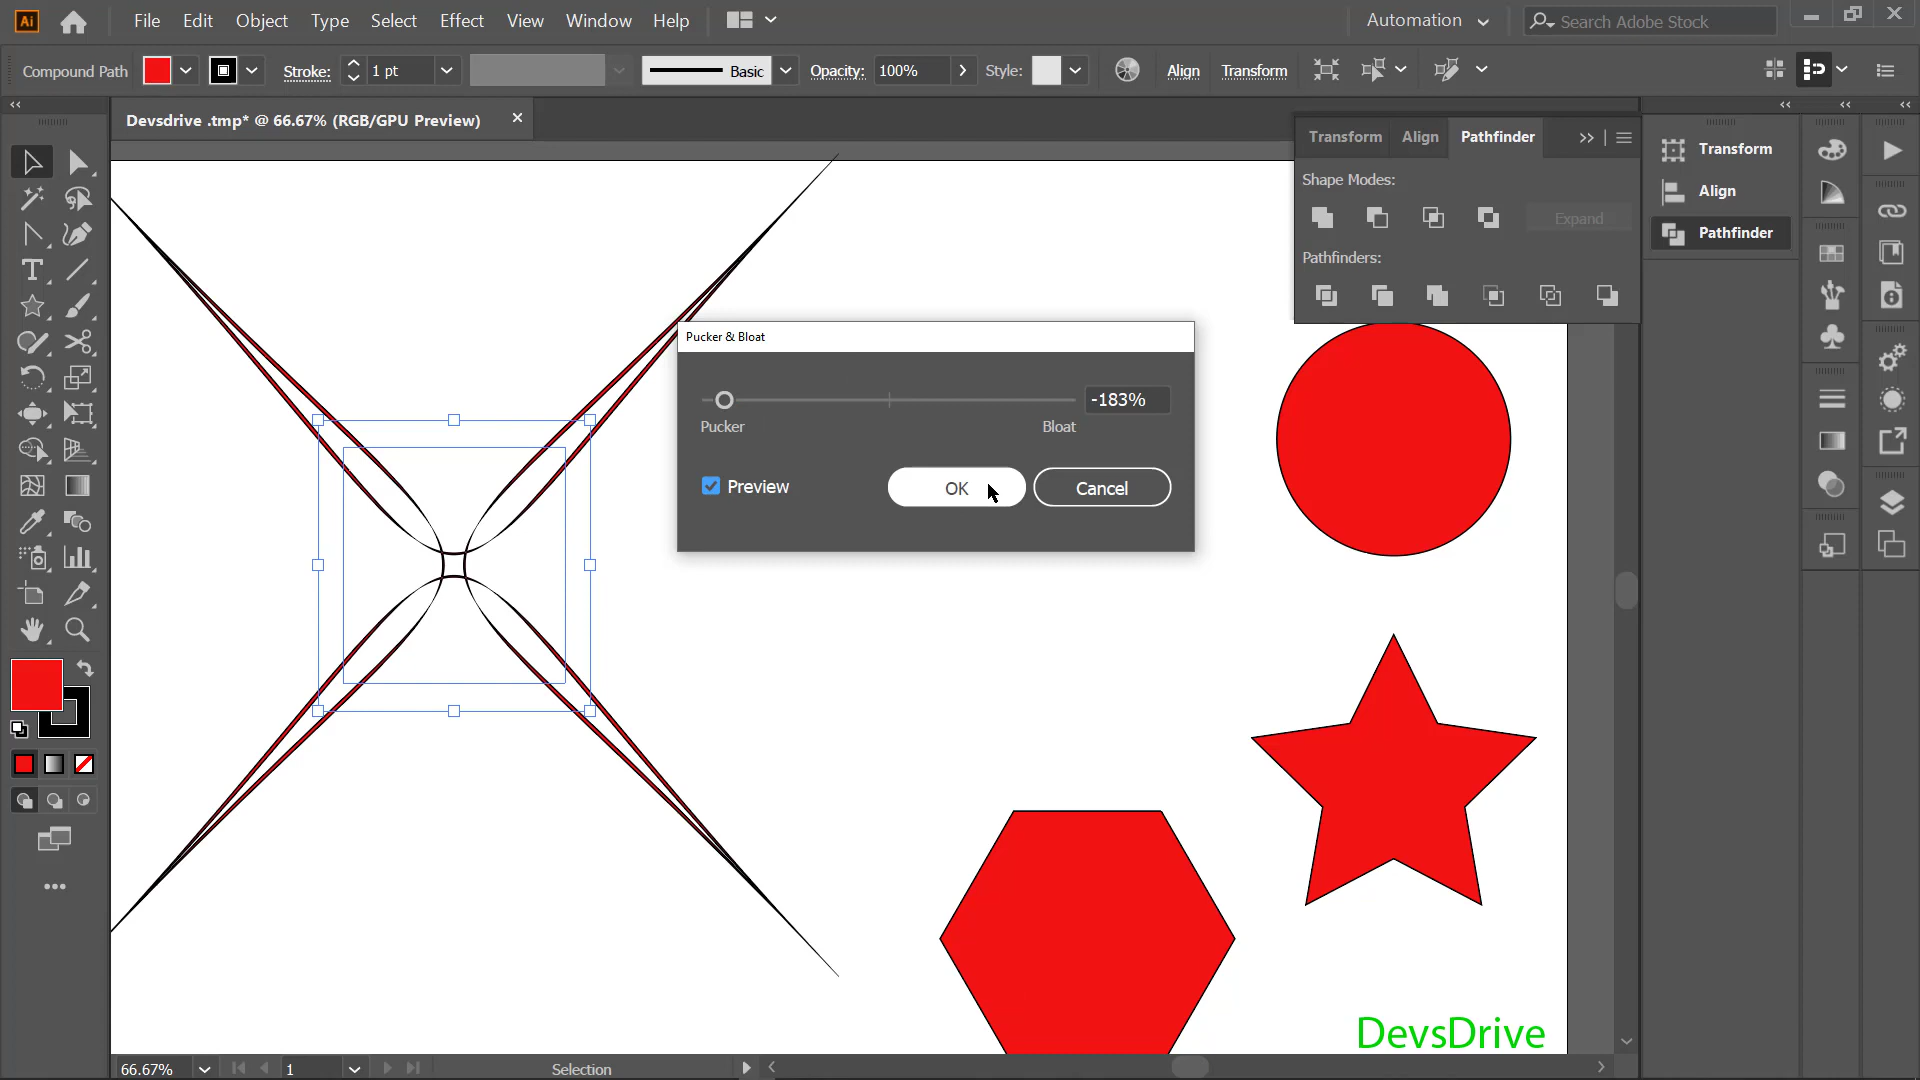 Ai
File Edit Object Type Select Effect View Window Help
Automation
Search Adobe Stock
Compound Path
Stroke:
1 pt
Basic
Opacity:
100%
Style:
Align
Transform
Devsdrive .tmp* @ 66.67% (RGB/GPU Preview)
Transform
Align
Pathfinder
Shape Modes:
Expand
Pathfinders:
Transform
Align
Pathfinder
Pucker & Bloat
-183%
Pucker
Bloat
Preview
OK
Cancel
DevsDrive
66.67%
1
Selection